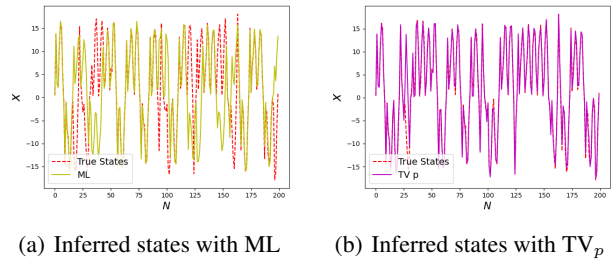 15
10
5
0
−5
−10
−15
X
0 25 50 75 100 125 150 175 200
N
True States
ML
15
10
5
0
−5
−10
−15
X
0 25 50 75 100 125 150 175 200
N
True States
TV p
(a) Inferred states with ML
(b) Inferred states with TVₚ